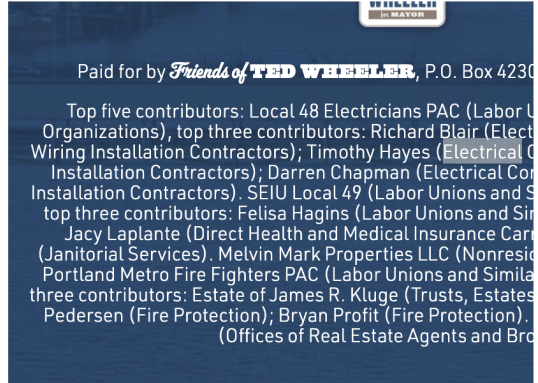 WHEELER
for MAYOR
Paid for by Friends of TED WHEELER, P.O. Box 4230
Top five contributors: Local 48 Electricians PAC (Labor U
Organizations), top three contributors: Richard Blair (Elect
Wiring Installation Contractors); Timothy Hayes (Electrical C
Installation Contractors); Darren Chapman (Electrical Con
Installation Contractors). SEIU Local 49 (Labor Unions and S
top three contributors: Felisa Hagins (Labor Unions and Sim
Jacy Laplante (Direct Health and Medical Insurance Carr
(Janitorial Services). Melvin Mark Properties LLC (Nonresid
Portland Metro Fire Fighters PAC (Labor Unions and Simila
three contributors: Estate of James R. Kluge (Trusts, Estates
Pedersen (Fire Protection); Bryan Profit (Fire Protection).
(Offices of Real Estate Agents and Bro